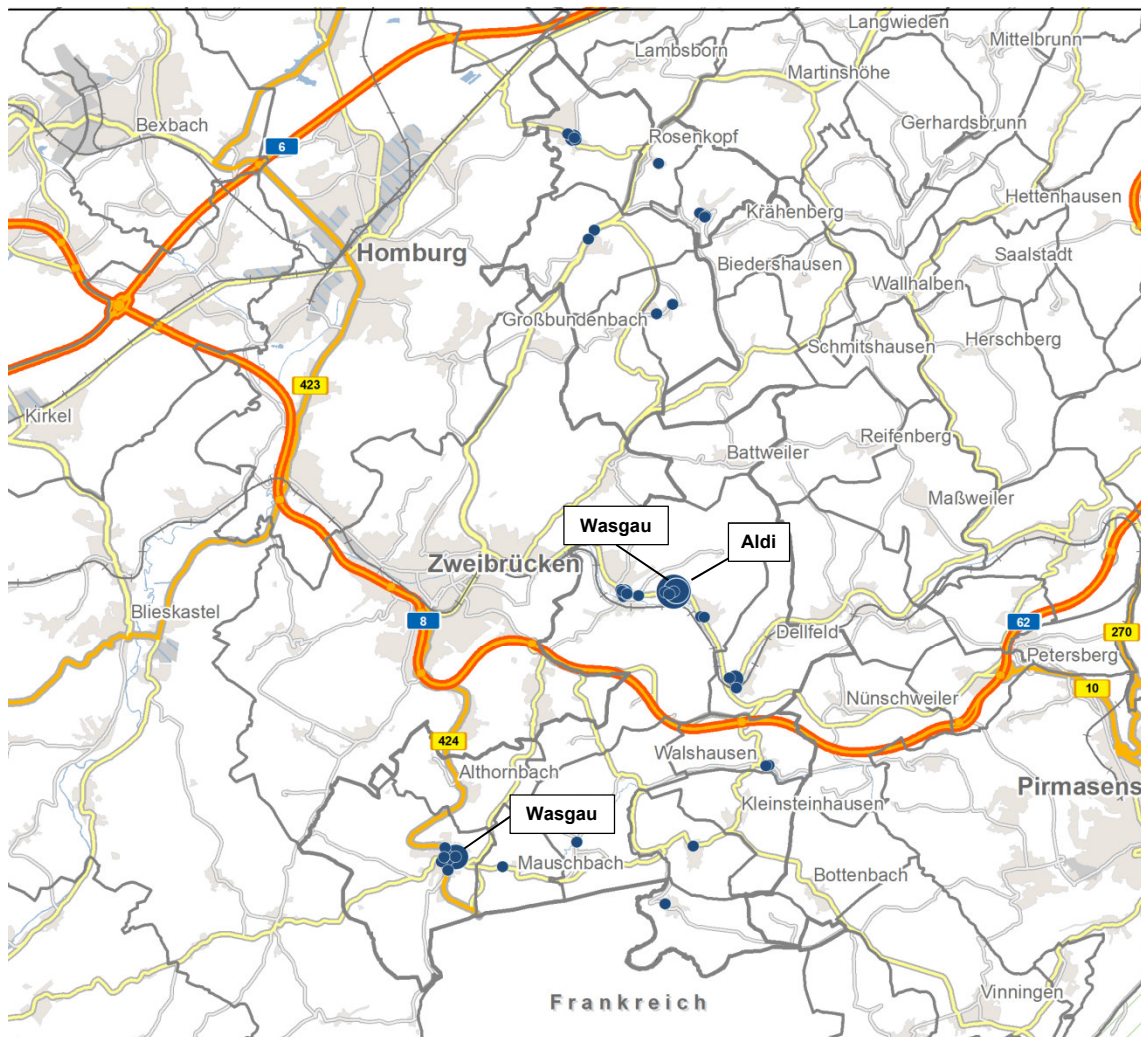 Langwieden
Lambsborn
Mittelbrunn
Martinshöhe
Bexbach
Gerhardsbrunn
6
Rosenkopf
Hettenhausen
Krähenberg
Homburg
Saalstadt
Biedershausen
Wallhalben
Großbundenbach
Herschberg
Schmitshausen
423
Kirkel
Reifenberg
Battweiler
Maßweiler
Wasgau
Aldi
Zweibrücken
Blieskastel
8
62
Dellfeld
270
Petersberg
10
Nünschweiler
424
Walshausen
Althornbach
Pirmasens
Kleinsteinhausen
Wasgau
Mauschbach
Bottenbach
Vinningen
Frankreich